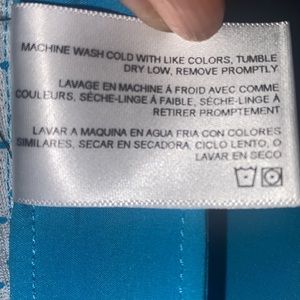 MACHINE WASH COLD WITH LIKE COLORS, TUMBLE
DRY LOW, REMOVE PROMPTLY
LAVAGE EN MACHINE À FROID AVEC COMME
COULEURS, SÈCHE-LINGE À FAIBLE, SÈCHE-LINGE À
RETIRER PROMPTEMENT
LAVAR A MAQUINA EN AGUA FRIA CON COLORES
SIMILARES, SECAR EN SECADORA, CICLO LENTO, O
LAVAR EN SECO